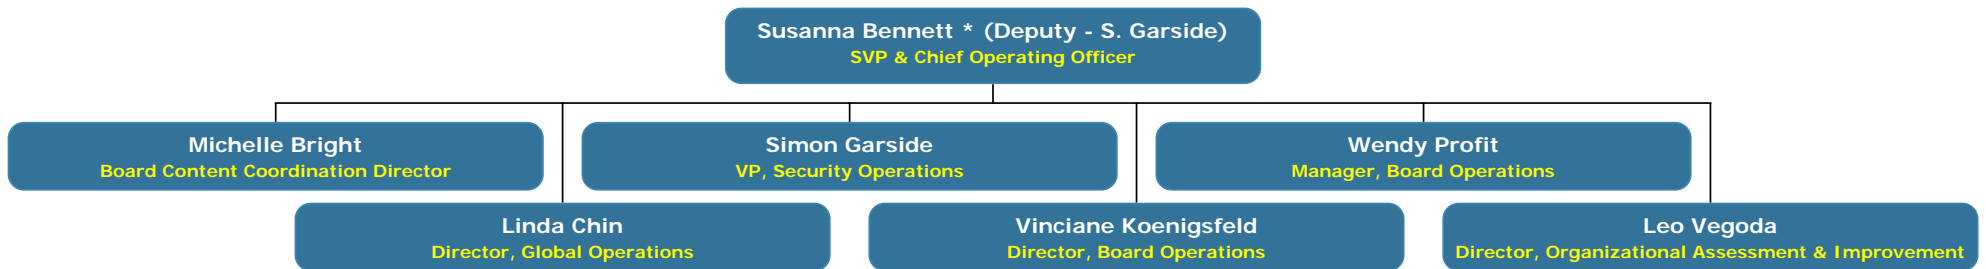 Susanna Bennett * (Deputy - S. Garside)
SVP & Chief Operating Officer
Michelle Bright
Board Content Coordination Director
Simon Garside
VP, Security Operations
Wendy Profit
Manager, Board Operations
Linda Chin
Director, Global Operations
Vinciane Koenigsfeld
Director, Board Operations
Leo Vegoda
Director, Organizational Assessment & Improvement